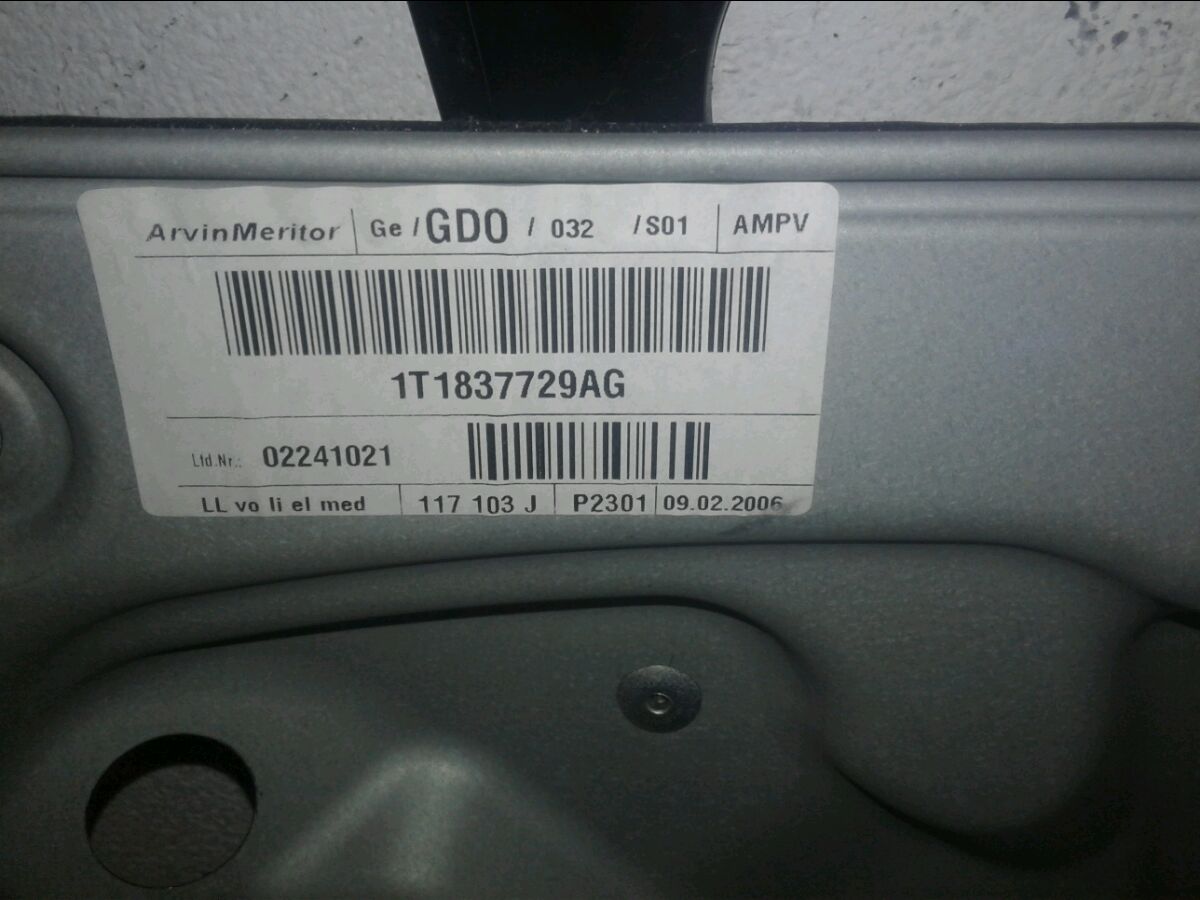 ArvinMeritor Ge / GDO / 032 / S01 AMPV
1T1837729AG
Lfd.Nr.: 02241021
LL vo li el med 117 103 J P2301 09.02.2006